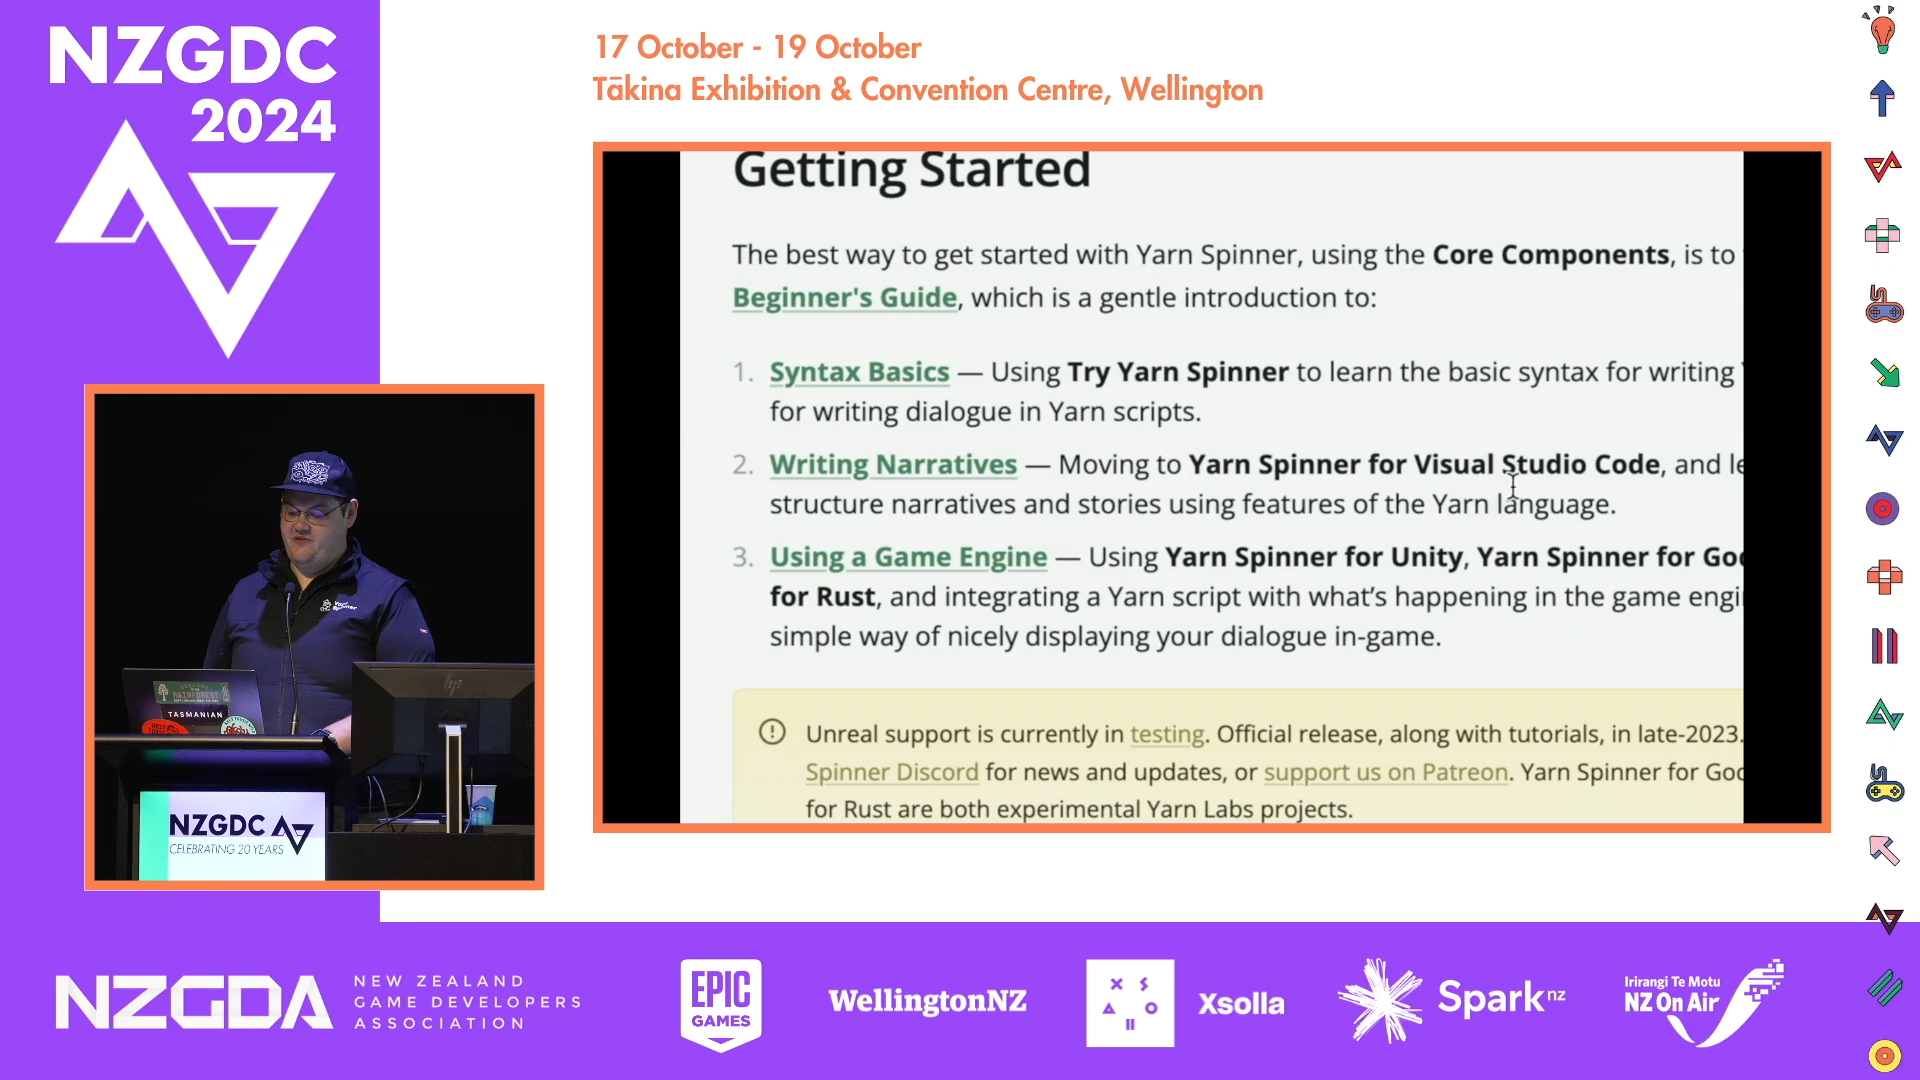 NZGDC
2024
17 October - 19 October
Tākina Exhibition & Convention Centre, Wellington
Getting Started
The best way to get started with Yarn Spinner, using the Core Components, is to
Beginner's Guide, which is a gentle introduction to:
1. Syntax Basics — Using Try Yarn Spinner to learn the basic syntax for writing
for writing dialogue in Yarn scripts.
2. Writing Narratives — Moving to Yarn Spinner for Visual Studio Code, and le
structure narratives and stories using features of the Yarn language.
3. Using a Game Engine — Using Yarn Spinner for Unity, Yarn Spinner for Go
for Rust, and integrating a Yarn script with what's happening in the game engi
simple way of nicely displaying your dialogue in-game.
Unreal support is currently in testing. Official release, along with tutorials, in late-2023.
Spinner Discord for news and updates, or support us on Patreon. Yarn Spinner for Goc
for Rust are both experimental Yarn Labs projects.
Yarn
Spinner
RAINFOREST
TASMANIAN
hp
NZGDC
CELEBRATING 20 YEARS
NZGDA
NEW ZEALAND
GAME DEVELOPERS
ASSOCIATION
EPIC
GAMES
WellingtonNZ
Xsolla
Spark nz
Irirangi Te Motu
NZ On Air